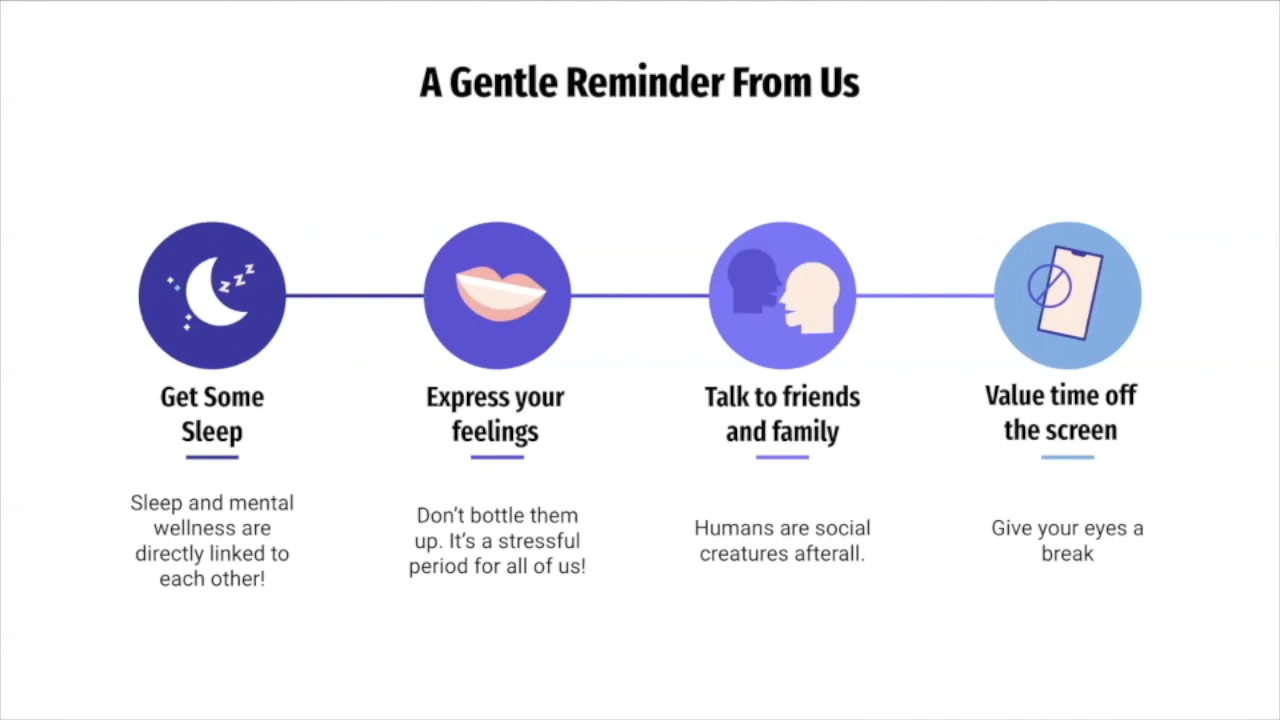 A Gentle Reminder From Us
z z z
Get Some
Sleep
Sleep and mental
wellness are
directly linked to
each other!
Express your
feelings
Don't bottle them
up. It's a stressful
period for all of us!
Talk to friends
and family
Humans are social
creatures afterall.
Value time off
the screen
Give your eyes a
break